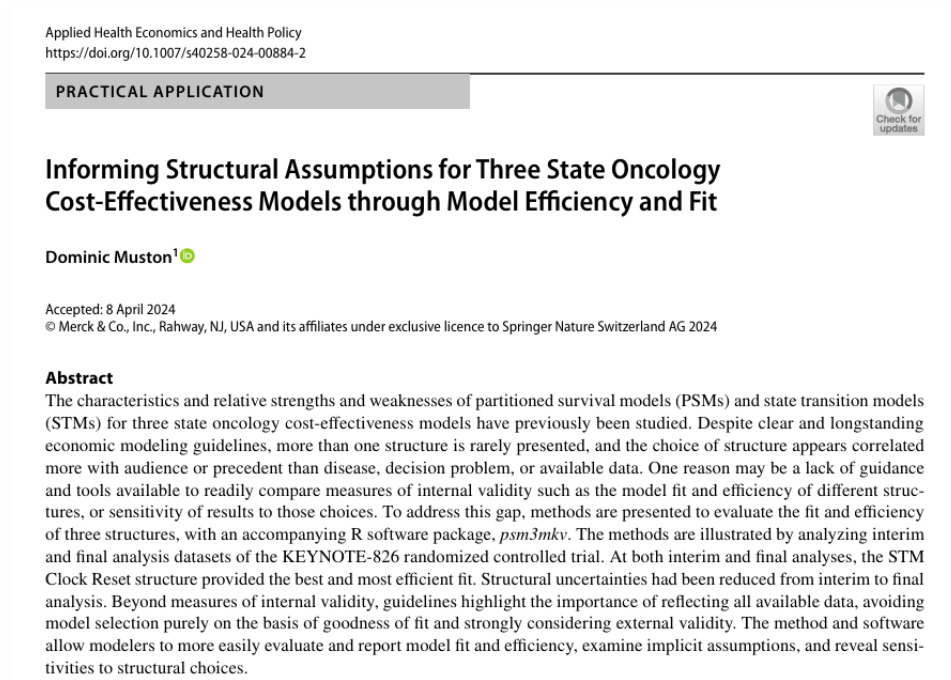 Applied Health Economics and Health Policy
https://doi.org/10.1007/s40258-024-00884-2
PRACTICAL APPLICATION
Check for
updates
Informing Structural Assumptions for Three State Oncology
Cost-Effectiveness Models through Model Efficiency and Fit
Dominic Muston1 iD
Accepted: 8 April 2024
© Merck & Co., Inc., Rahway, NJ, USA and its affiliates under exclusive licence to Springer Nature Switzerland AG 2024
Abstract
The characteristics and relative strengths and weaknesses of partitioned survival models (PSMs) and state transition models
(STMs) for three state oncology cost-effectiveness models have previously been studied. Despite clear and longstanding
economic modeling guidelines, more than one structure is rarely presented, and the choice of structure appears correlated
more with audience or precedent than disease, decision problem, or available data. One reason may be a lack of guidance
and tools available to readily compare measures of internal validity such as the model fit and efficiency of different struc-
tures, or sensitivity of results to those choices. To address this gap, methods are presented to evaluate the fit and efficiency
of three structures, with an accompanying R software package, psm3mkv. The methods are illustrated by analyzing interim
and final analysis datasets of the KEYNOTE-826 randomized controlled trial. At both interim and final analyses, the STM
Clock Reset structure provided the best and most efficient fit. Structural uncertainties had been reduced from interim to final
analysis. Beyond measures of internal validity, guidelines highlight the importance of reflecting all available data, avoiding
model selection purely on the basis of goodness of fit and strongly considering external validity. The method and software
allow modelers to more easily evaluate and report model fit and efficiency, examine implicit assumptions, and reveal sensi-
tivities to structural choices.